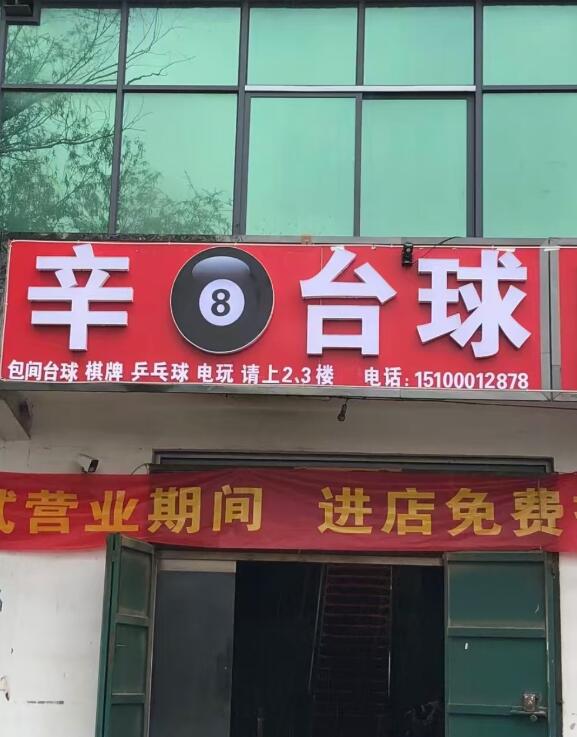 辛8台球
包间台球 棋牌 乒乓球 电玩 请上2、3楼 电话：15100012878
式营业期间 进店免费